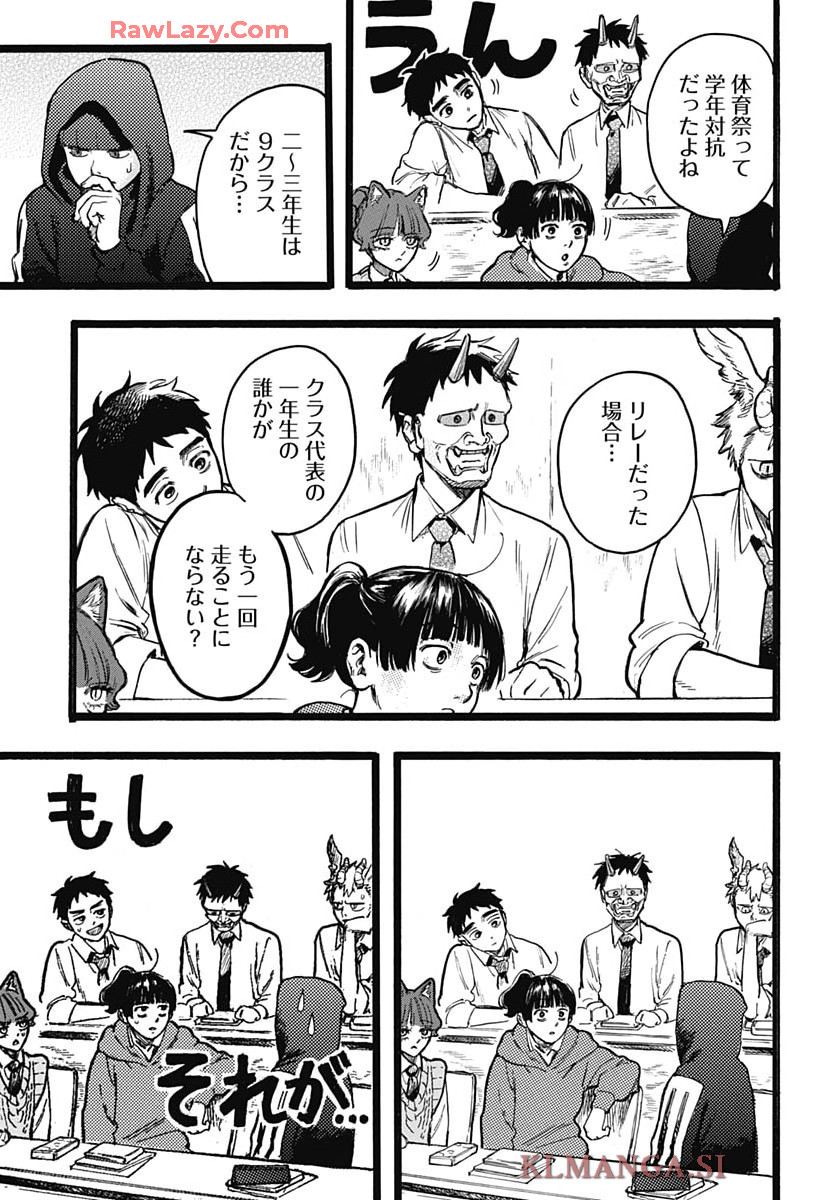 RawLazy.Com
体育祭って
学年対抗
だったよね
うん
二〜三年生は
9クラス
だから…
リレーだった
場合…
クラス代表の
一年生の
誰かが
もう一回
走ることに
ならない？
もし
それが…
KLMANGA.SI